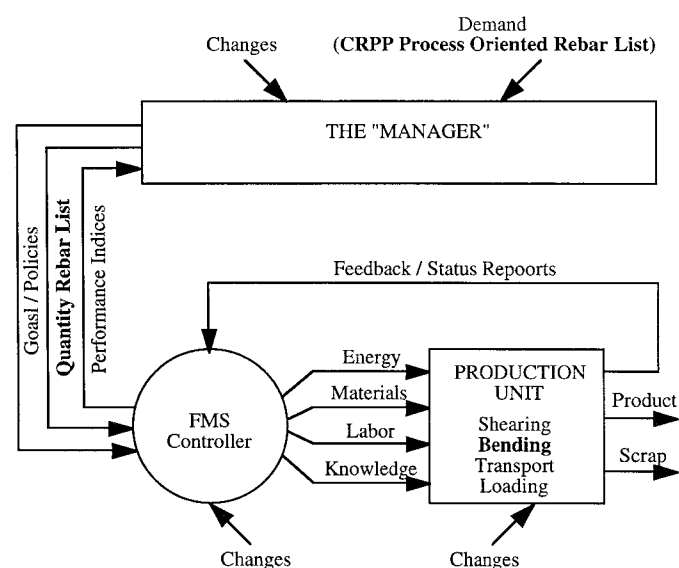 Demand
Changes
(CRPP Process Oriented Rebar List)
THE "MANAGER"
Goasl / Policies
Quantity Rebar List
Performance Indices
Feedback / Status Repoorts
Energy
Materials
Labor
Knowledge
FMS
Controller
PRODUCTION
UNIT
Shearing
Bending
Transport
Loading
Product
Scrap
Changes
Changes